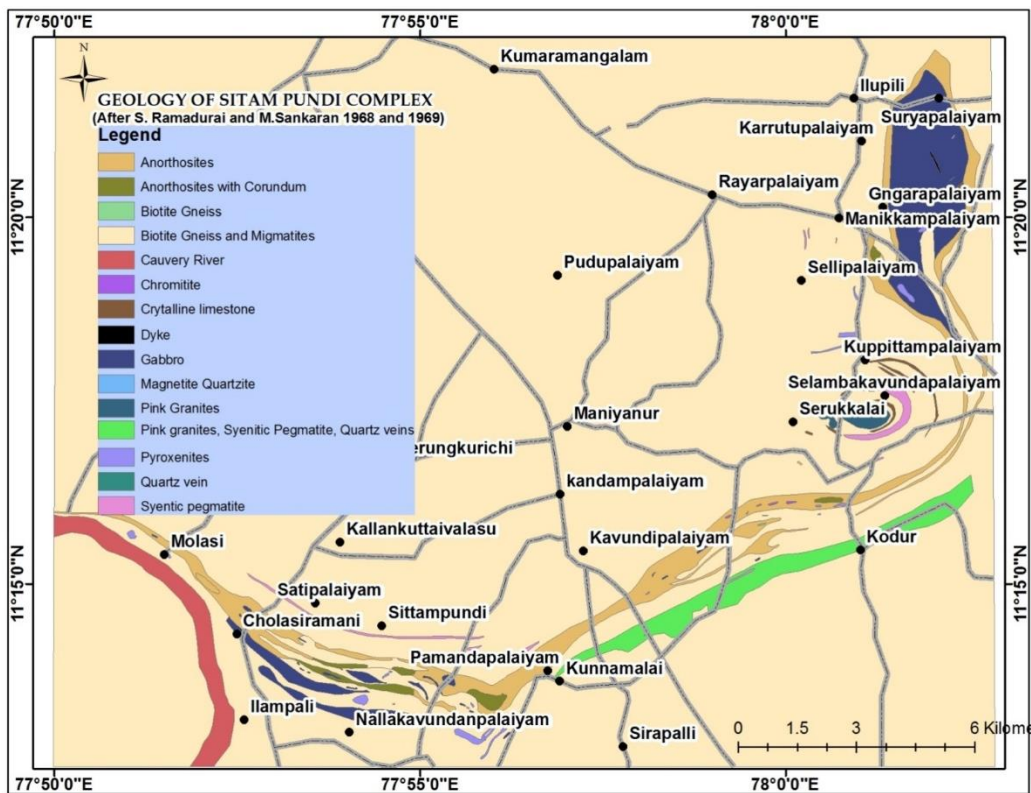 77°50'0"E 77°55'0"E 78°0'0"E
N
GEOLOGY OF SITAM PUNDI COMPLEX
(After S. Ramadurai and M.Sankaran 1968 and 1969)
Legend
Anorthosites
Anorthosites with Corundum
Biotite Gneiss
Biotite Gneiss and Migmatites
Cauvery River
Chromitite
Crytalline limestone
Dyke
Gabbro
Magnetite Quartzite
Pink Granites
Pink granites, Syenitic Pegmatite, Quartz veins
Pyroxenites
Quartz vein
Syentic pegmatite
Kumaramangalam
Ilupili
Suryapalaiyam
Karrutupalaiyam
Rayarpalaiyam
Gngarapalaiyam
Manikkampalaiyam
11°20'0"N 11°20'0"N
Pudupalaiyam
Sellipalaiyam
Kuppittampalaiyam
Selambakavundapalaiyam
Serukkalai
Maniyanur
erungkurichi
kandampalaiyam
Kallankuttaivalasu
Kavundipalaiyam
Kodur
Molasi
11°15'0"N 11°15'0"N
Satipalaiyam
Sittampundi
Cholasiramani
Pamandapalaiyam
Kunnamalai
Ilampali
Nallakavundanpalaiyam
Sirapalli
0 1.5 3 6 Kilome
77°50'0"E 77°55'0"E 78°0'0"E